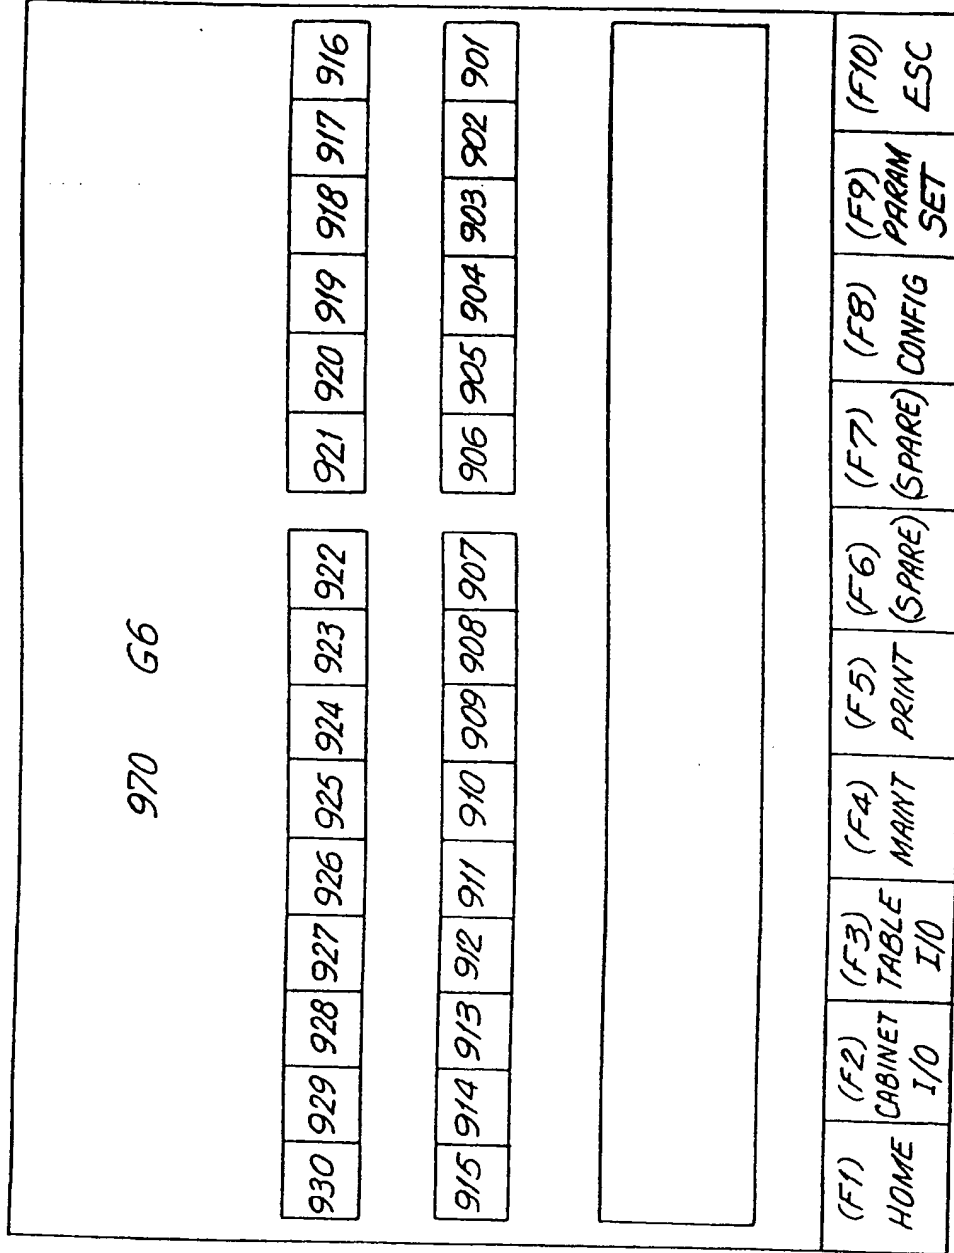 970 G6
930 929 928 927 926 925 924 923 922 921 920 919 918 917 916
915 914 913 912 911 910 909 908 907 906 905 904 903 902 901
(F1) (F2) (F3) (F4) (F5) (F6) (F7) (F8) (F9) (F10)
HOME CABINET TABLE MAINT PRINT (SPARE) (SPARE) CONFIG PARAM ESC
I/O I/O SET